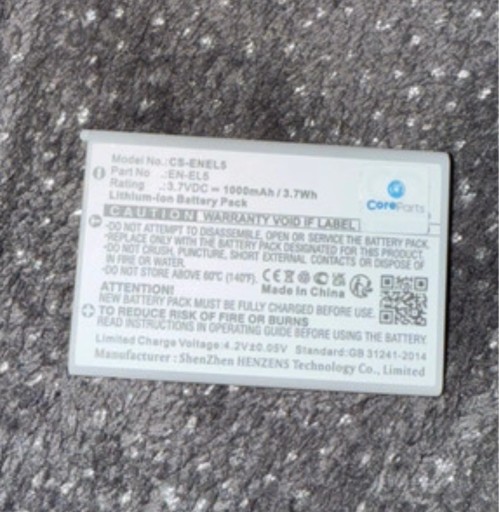 Model No.: CS-ENEL5
Part No .: EN-EL5
Rating .: 3.7VDC ⎓ 1000mAh / 3.7Wh
Lithium-Ion Battery Pack
CoreParts
CAUTION WARRANTY VOID IF LABEL
·DO NOT ATTEMPT TO DISASSEMBLE, OPEN OR SERVICE THE BATTERY.
·REPLACE ONLY WITH THE BATTERY PACK DESIGNATED FOR THIS PRODUCT.
·DO NOT CRUSH, PUNCTURE, SHORT EXTERNAL CONTACTS OR DISPOSE OF
IN FIRE OR WATER.
·DO NOT STORE ABOVE 60°C (140°F).
Made in China
ATTENTION!
NEW BATTERY PACK MUST BE FULLY CHARGED BEFORE USE.
TO REDUCE RISK OF FIRE OR BURNS
READ INSTRUCTIONS IN OPERATING GUIDE BEFORE USING THE BATTERY.
Limited Charge Voltage:4.2V±0.05V Standard:GB 31241-2014
Manufacturer : ShenZhen HENZENS Technology Co., Limited